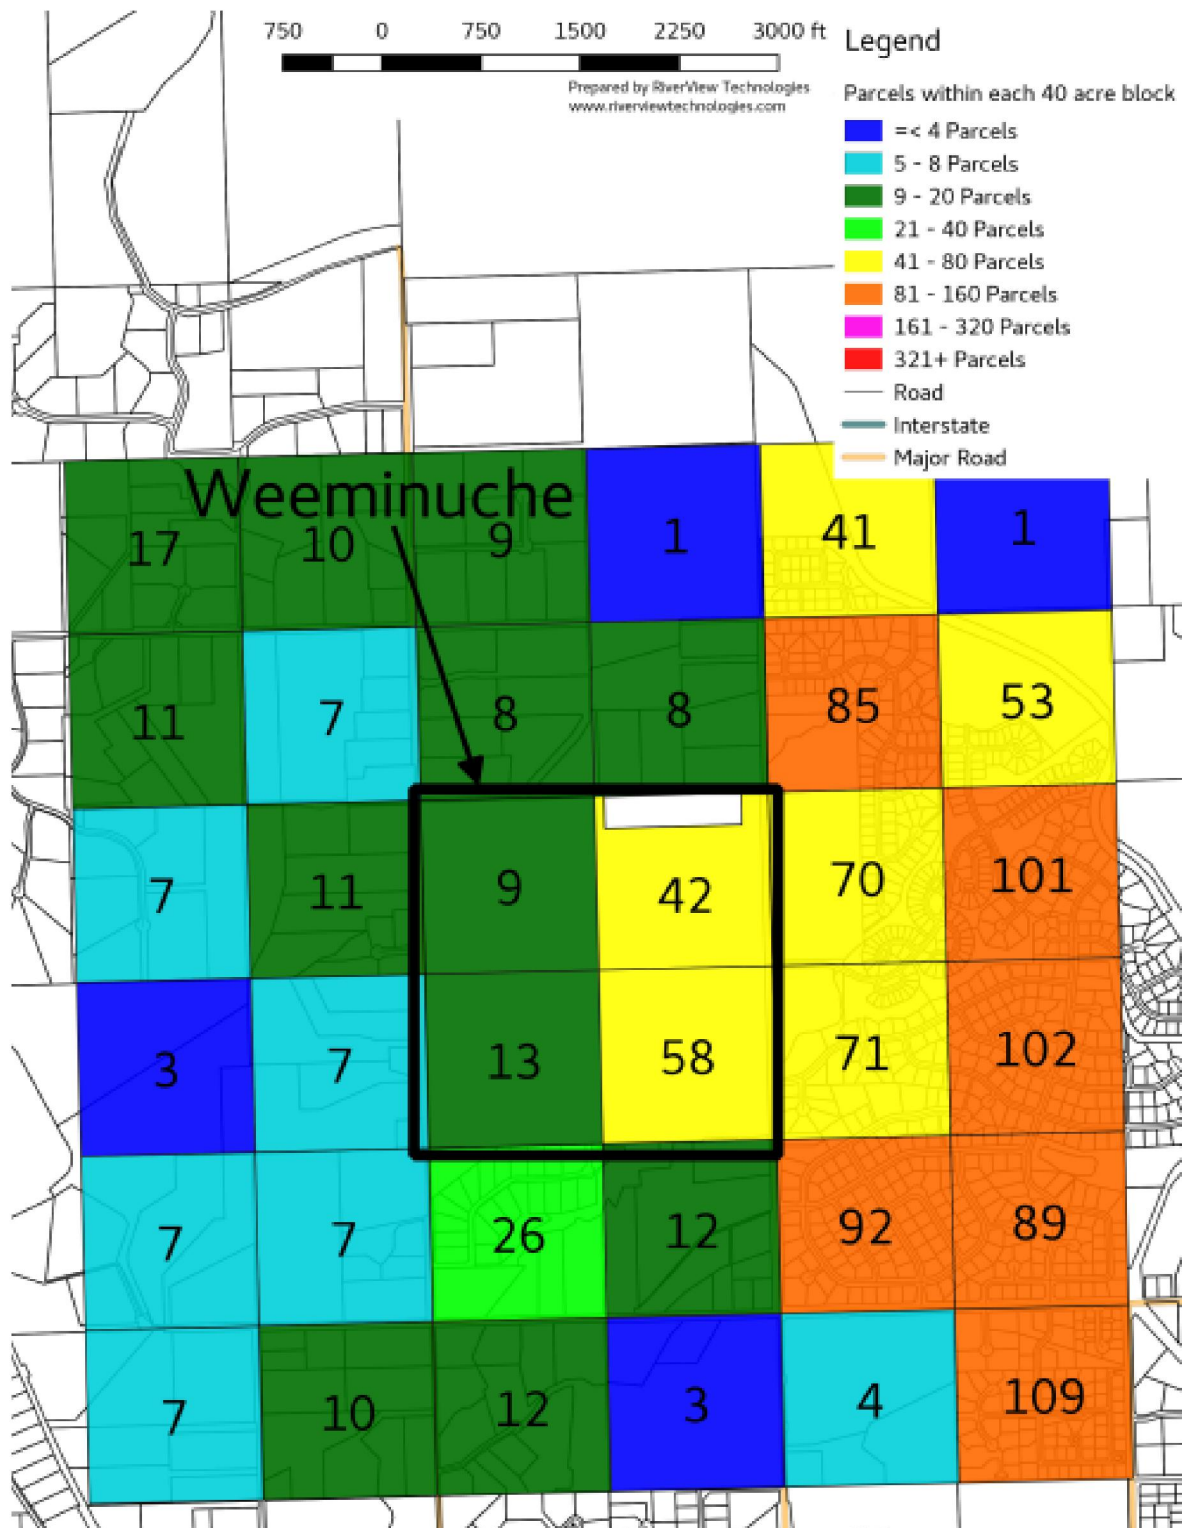 750 0 750 1500 2250 3000 ft
Prepared by RiverView Technologies
www.riverviewtechnologies.com
Legend
Parcels within each 40 acre block
=< 4 Parcels
5 - 8 Parcels
9 - 20 Parcels
21 - 40 Parcels
41 - 80 Parcels
81 - 160 Parcels
161 - 320 Parcels
321+ Parcels
Road
Interstate
Major Road
Weeminuche
17 10 9 1 41 1
11 7 8 8 85 53
7 11 9 42 70 101
3 7 13 58 71 102
7 7 26 12 92 89
7 10 12 3 4 109